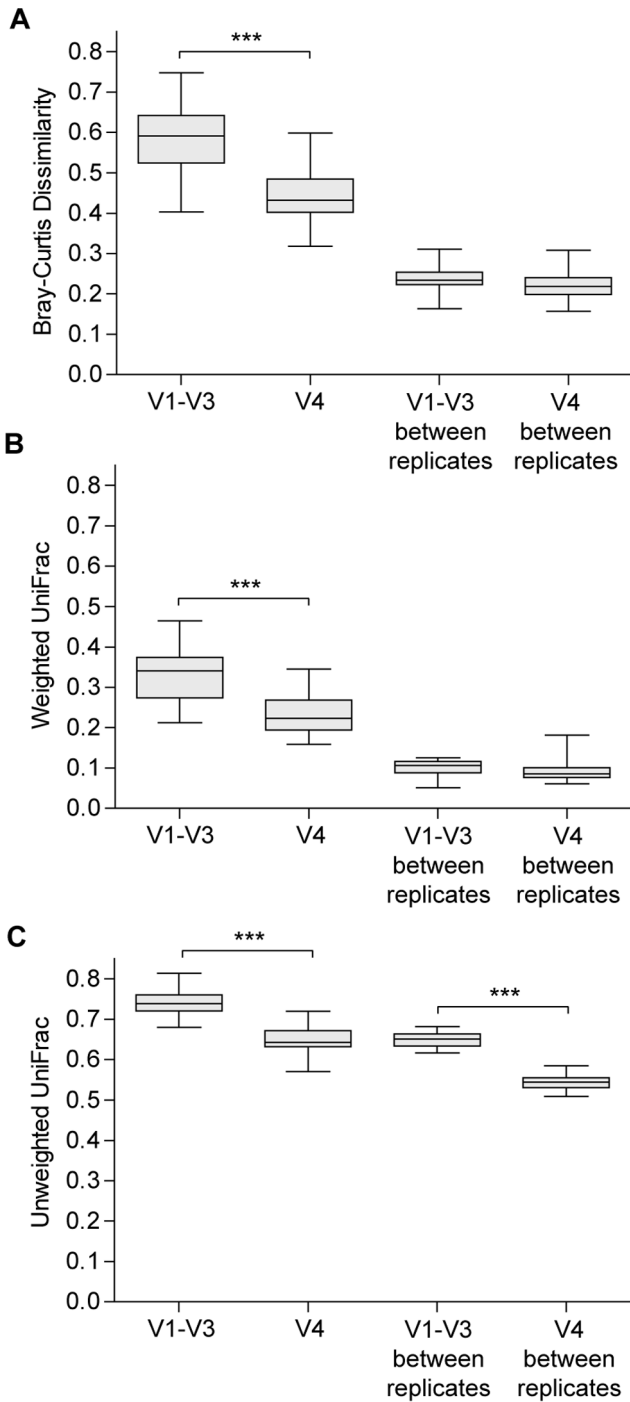 A
***
0.8
0.7
0.6
0.5
0.4
0.3
0.2
0.1
0.0
Bray-Curtis Dissimilarity
V1-V3
V4
V1-V3
between
replicates
V4
between
replicates
B
***
0.8
0.7
0.6
0.5
0.4
0.3
0.2
0.1
0.0
Weighted UniFrac
V1-V3
V4
V1-V3
between
replicates
V4
between
replicates
C
***
***
0.8
0.7
0.6
0.5
0.4
0.3
0.2
0.1
0.0
Unweighted UniFrac
V1-V3
V4
V1-V3
between
replicates
V4
between
replicates